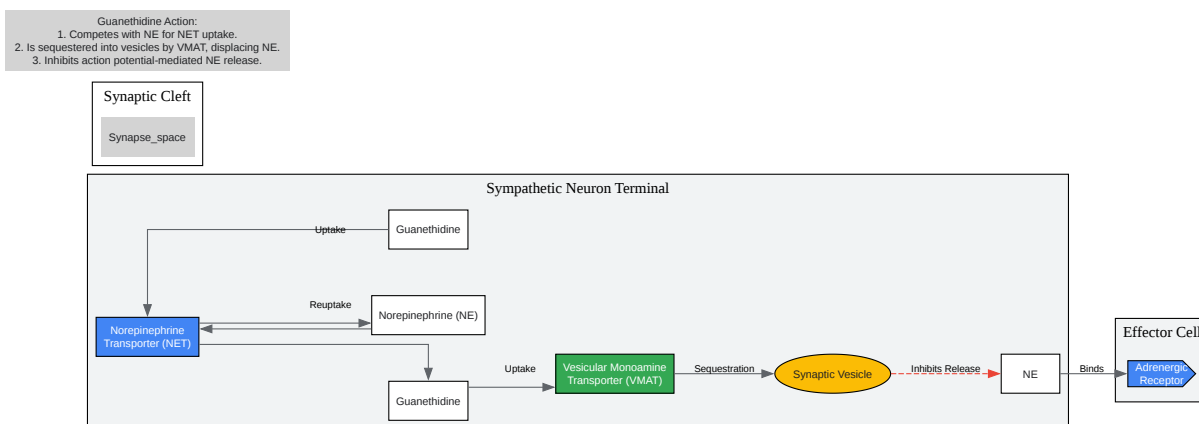 Guanethidine Action:
1. Competes with NE for NET uptake.
2. Is sequestered into vesicles by VMAT, displacing NE.
3. Inhibits action potential-mediated NE release.
Synaptic Cleft
Synapse_space
Sympathetic Neuron Terminal
Uptake
Guanethidine
Reuptake
Norepinephrine (NE)
Norepinephrine
Transporter (NET)
Guanethidine
Uptake
Vesicular Monoamine
Transporter (VMAT)
Sequestration
Synaptic Vesicle
Inhibits Release
NE
Binds
Effector Cell
Adrenergic
Receptor